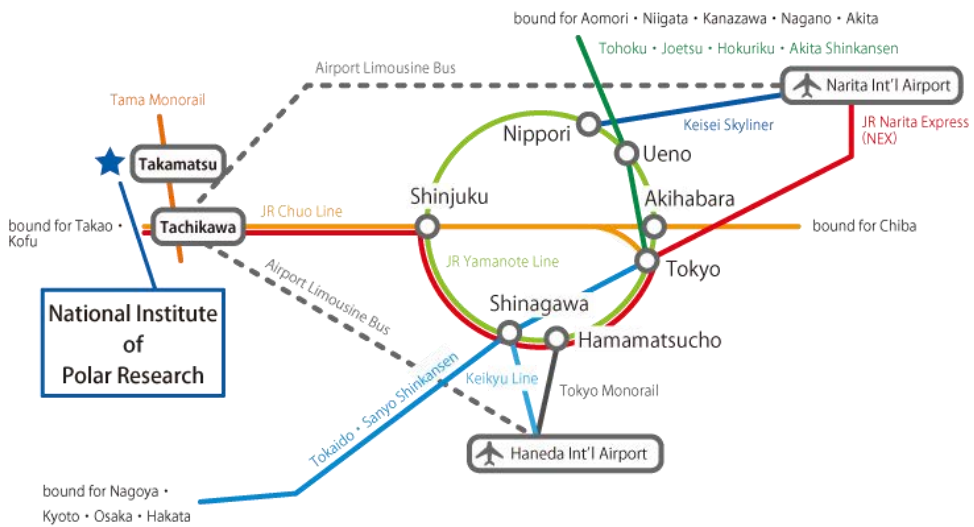 bound for Aomori・Niigata・Kanazawa・Nagano・Akita
Tohoku・Joetsu・Hokuriku・Akita Shinkansen
Airport Limousine Bus
Narita Int'l Airport
Tama Monorail
Nippori
Keisei Skyliner
JR Narita Express
(NEX)
Ueno
Takamatsu
Shinjuku
Akihabara
JR Chuo Line
Tachikawa
bound for Takao・
Kofu
bound for Chiba
JR Yamanote Line
Tokyo
Airport Limousine Bus
National Institute
of
Polar Research
Shinagawa
Hamamatsucho
Keikyu Line
Tokyo Monorail
Tokaido・Sanyo Shinkansen
Haneda Int'l Airport
bound for Nagoya・
Kyoto・Osaka・Hakata